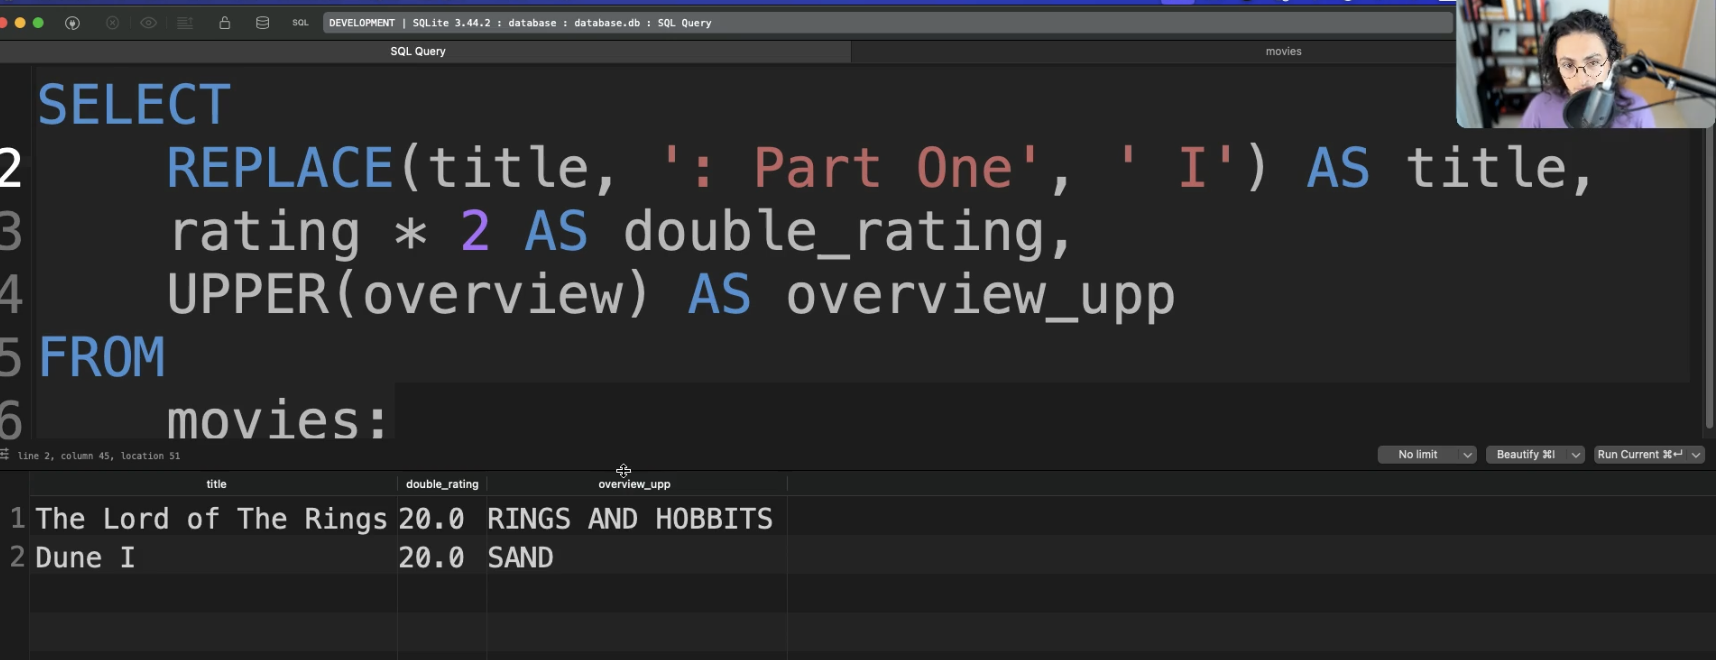 SQL DEVELOPMENT | SQLite 3.44.2 : database : database.db : SQL Query
SQL Query movies
SELECT
2 REPLACE(title, ': Part One', ' I') AS title,
3 rating * 2 AS double_rating,
4 UPPER(overview) AS overview_upp
5 FROM
6 movies:
line 2, column 45, location 51 No limit Beautify ⌘I Run Current ⌘↵
title double_rating overview_upp
1 The Lord of The Rings 20.0 RINGS AND HOBBITS
2 Dune I 20.0 SAND